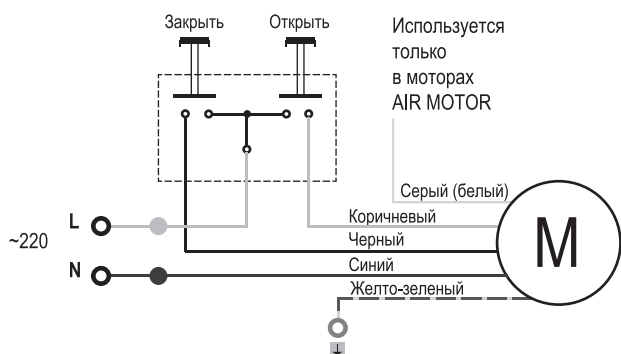 Закрыть
Открыть
Используется
только
в моторах
AIR MOTOR
Серый (белый)
L
Коричневый
~220
Черный
M
N
Синий
Желто-зеленый